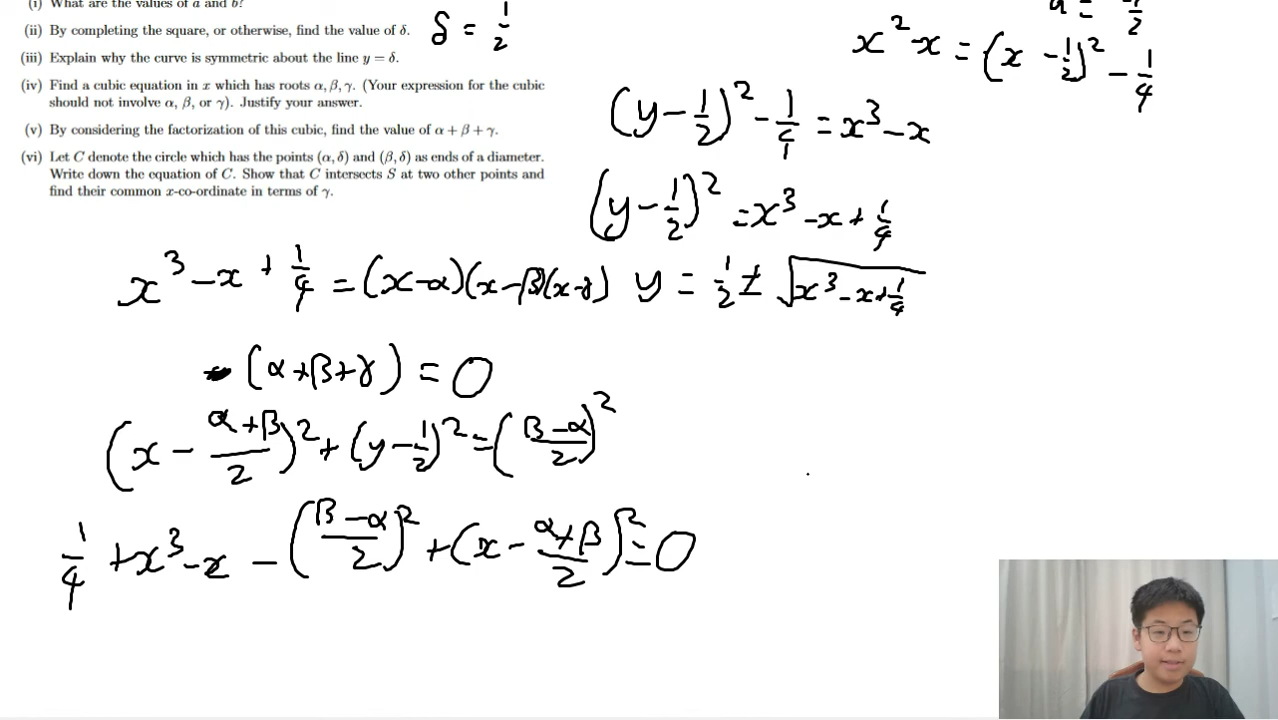 (i) What are the values of a and b?
(ii) By completing the square, or otherwise, find the value of δ.
δ = 1/2
(iii) Explain why the curve is symmetric about the line y = δ.
(iv) Find a cubic equation in x which has roots α, β, γ. (Your expression for the cubic
should not involve α, β, or γ). Justify your answer.
(v) By considering the factorization of this cubic, find the value of α + β + γ.
(vi) Let C denote the circle which has the points (α, δ) and (β, δ) as ends of a diameter.
Write down the equation of C. Show that C intersects S at two other points and
find their common x-co-ordinate in terms of γ.
x² - x = (x - 1/2)² - 1/4
(y - 1/2)² - 1/4 = x³ - x
(y - 1/2)² = x³ - x + 1/4
x³ - x + 1/4 = (x - α)(x - β)(x - γ)
y = 1/2 ± √(x³ - x + 1/4)
- (α + β + γ) = 0
(x - (α + β)/2)² + (y - 1/2)² = ((β - α)/2)²
1/4 + x³ - x - ((β - α)/2)² + (x - (α + β)/2)² = 0